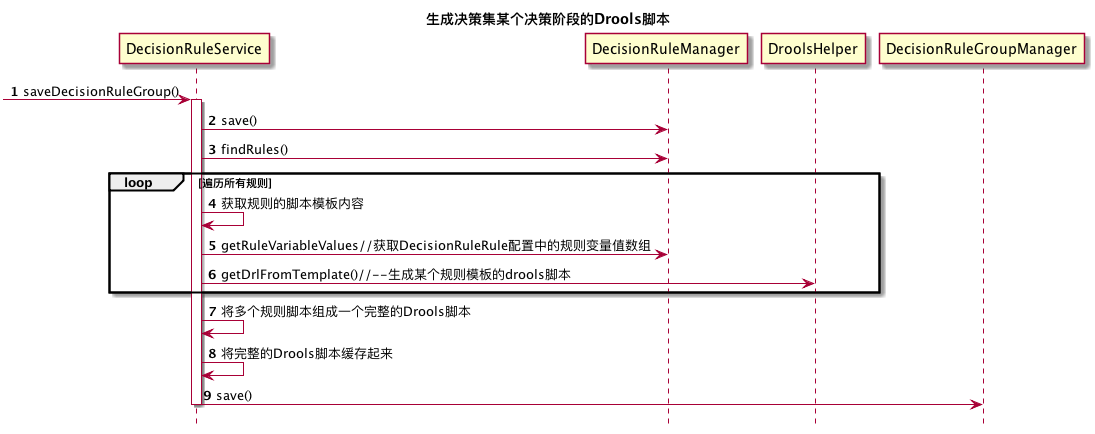 生成决策集某个决策阶段的Drools脚本
DecisionRuleService DecisionRuleManager DroolsHelper DecisionRuleGroupManager
1 saveDecisionRuleGroup()
2 save()
3 findRules()
loop [遍历所有规则]
4 获取规则的脚本模板内容
5 getRuleVariableValues//获取DecisionRuleRule配置中的规则变量值数组
6 getDrlFromTemplate()//--生成某个规则模板的drools脚本
7 将多个规则脚本组成一个完整的Drools脚本
8 将完整的Drools脚本缓存起来
9 save()